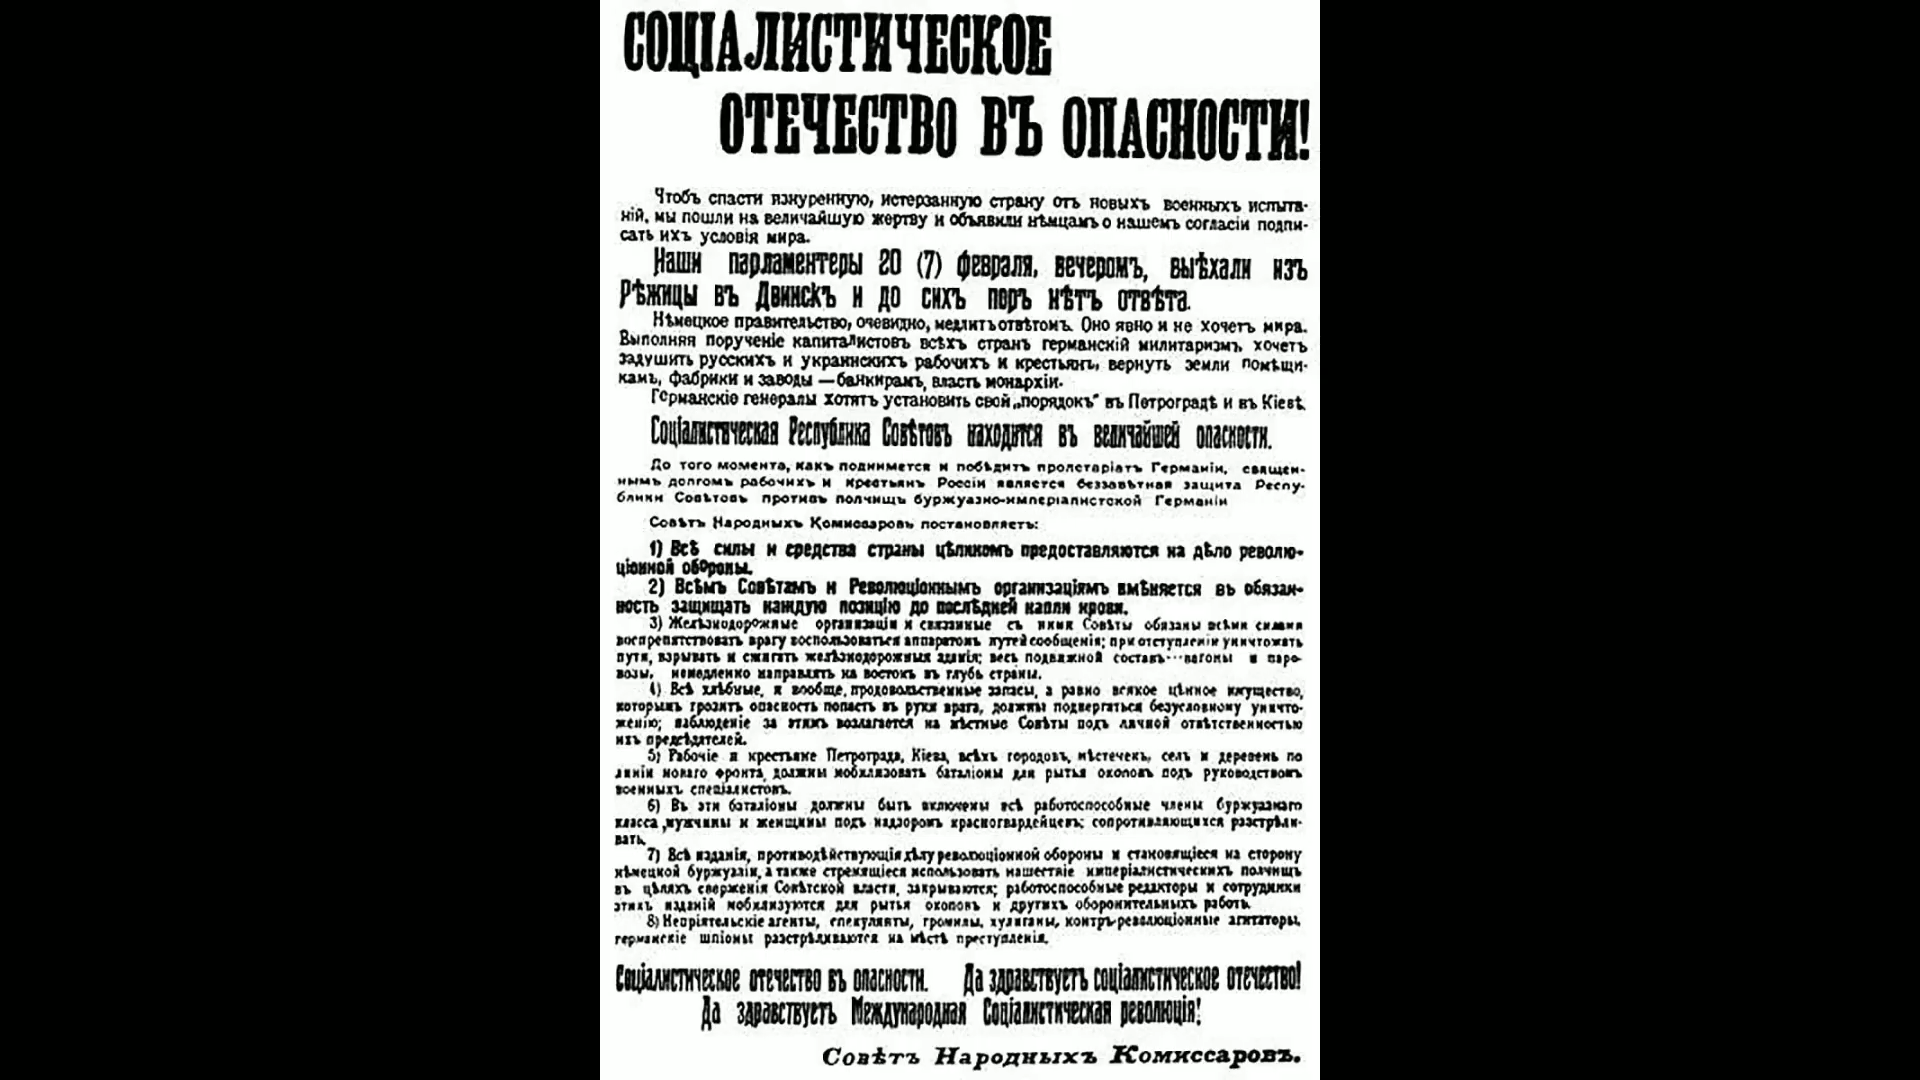 СОЦІАЛИСТИЧЕСКОЕ
ОТЕЧЕСТВО ВЪ ОПАСНОСТИ!
Чтобъ спасти изнуренную, истерзанную страну отъ новыхъ военныхъ испыта-
ній, мы пошли на величайшую жертву и объявили нѣмцамъ о нашемъ согласіи подпи-
сать ихъ условія мира.
Наши парламентеры 20 (7) февраля, вечеромъ, выѣхали изъ
Рѣжицы въ Двинскъ и до сихъ поръ нѣтъ отвѣта.
Нѣмецкое правительство, очевидно, медлитъ отвѣтомъ. Оно явно и не хочетъ мира.
Выполняя порученіе капиталистовъ всѣхъ странъ германскій милитаризмъ хочетъ
задушить русскихъ и украинскихъ рабочихъ и крестьянъ, вернуть земли помѣщи-
камъ, фабрики и заводы — банкирамъ, власть монархіи.
Германскіе генералы хотятъ установить свой „порядокъ“ въ Петроградѣ и въ Кіевѣ.
Соціалистическая Республика Совѣтовъ находится въ величайшей опасности.
До того момента, какъ поднимется и побѣдитъ пролетаріатъ Германіи, священ-
нымъ долгомъ рабочихъ и крестьянъ Россіи является беззавѣтная защита Респу-
блики Совѣтовъ противъ полчищъ буржуазно-имперіалистской Германіи
Совѣтъ Народныхъ Комиссаровъ постановляетъ:
1) Всѣ силы и средства страны цѣликомъ предоставляются на дѣло револю-
ціонной обороны.
2) Всѣмъ Совѣтамъ и Революціоннымъ организаціямъ вмѣняется въ обязан-
ность защищать каждую позицію до послѣдней капли крови.
3) Желѣзнодорожные организаціи и связанные съ ними Совѣты обязаны всѣми силами
воспрепятствовать врагу воспользоваться аппаратомъ путей сообщенія; при отступленіи уничтожать
пути, взрывать и сжигать желѣзнодорожныя зданія; весь подвижной составъ — вагоны и паро-
возы, немедленно направлять на востокъ въ глубь страны.
4) Всѣ хлѣбные, и вообще, продовольственные запасы, а равно всякое цѣнное имущество,
которымъ грозитъ опасность попасть въ руки врага, должны подвергаться безусловному уничто-
женію; наблюденіе за этимъ возлагается на мѣстные Совѣты подъ личной отвѣтственностью
ихъ предсѣдателей.
5) Рабочіе и крестьяне Петрограда, Кіева, всѣхъ городовъ, мѣстечекъ, селъ и деревень по
линіи новаго фронта должны мобилизовать баталіоны для рытья окоповъ подъ руководствомъ
военныхъ спеціалистовъ.
6) Въ эти баталіоны должны быть включены всѣ работоспособные члены буржуазнаго
класса, мужчины и женщины подъ надзоромъ красногвардейцевъ; сопротивляющихся разстрѣли-
вать.
7) Всѣ изданія, противодѣйствующія дѣлу революціонной обороны и становящіеся на сторону
нѣмецкой буржуазіи, а также стремящіеся использовать нашествіе имперіалистическихъ полчищъ
въ цѣляхъ сверженія Совѣтской власти, закрываются; работоспособные редакторы и сотрудники
этихъ изданій мобилизуются для рытья окоповъ и другихъ оборонительныхъ работъ.
8) Непріятельскіе агенты, спекулянты, громилы, хулиганы, контръ-революціонные агитаторы,
германскіе шпіоны разстрѣливаются на мѣстѣ преступленія.
Соціалистическое отечество въ опасности. Да здравствуетъ соціалистическое отечество!
Да здравствуетъ Международная Соціалистическая революція!
Совѣтъ Народныхъ Комиссаровъ.